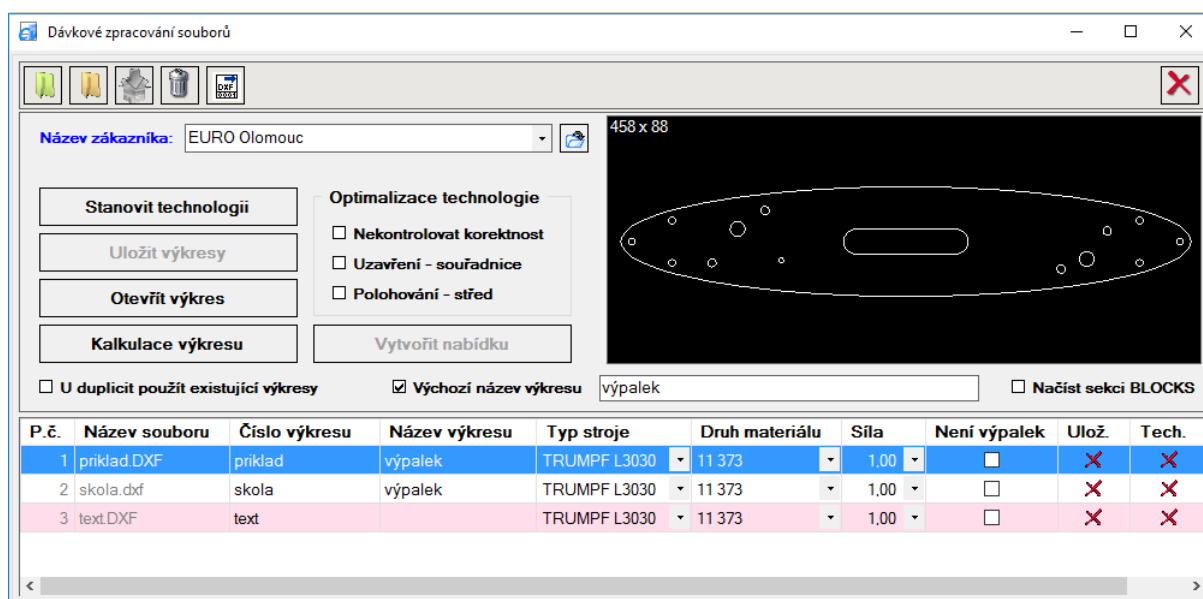 Dávkové zpracování souborů
DXF
0001
Název zákazníka: EURO Olomouc
458 x 88
Stanovit technologii
Uložit výkresy
Otevřít výkres
Kalkulace výkresu
Optimalizace technologie
Nekontrolovat korektnost
Uzavření - souřadnice
Polohování - střed
Vytvořit nabídku
U duplicit použít existující výkresy Výchozí název výkresu výpalek Načíst sekci BLOCKS
P.č. Název souboru Číslo výkresu Název výkresu Typ stroje Druh materiálu Síla Není výpalek Ulož. Tech.
1 priklad.DXF priklad výpalek TRUMPF L3030 11 373 1,00
2 skola.dxf skola výpalek TRUMPF L3030 11 373 1,00
3 text.DXF text TRUMPF L3030 11 373 1,00